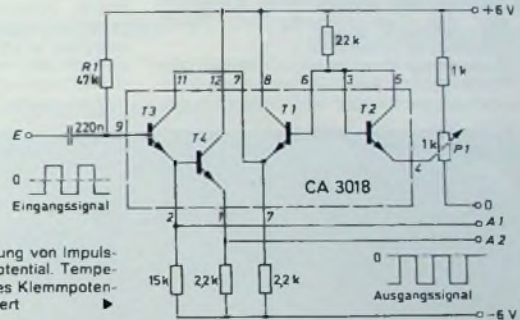 +6V
R1
47k
22k
1k
11
12
7
8
6
3
5
T3
T4
T1
T2
E
220n
9
1k
P1
4
CA 3018
0
Eingangssignal
2
1
7
0
A1
A2
ung von Impuls-
otential. Tempe-
es Klemmpoten-
ert
15k
2,2k
2,2k
0
Ausgangssignal
-6V